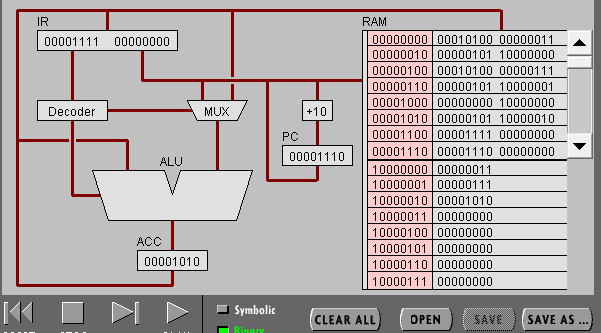 IR
00001111 00000000
RAM
00000000 00010100 00000011
00000010 00000101 10000000
00000100 00010100 00000111
00000110 00000101 10000001
00001000 00000000 10000000
00001010 00000101 10000010
00001100 00001111 00000000
00001110 00001110 00000000
10000000 00000011
10000001 00000111
10000010 00001010
10000011 00000000
10000100 00000000
10000101 00000000
10000110 00000000
10000111 00000000
Decoder
MUX
+10
PC
00001110
ALU
ACC
00001010
Symbolic
Binary
CLEAR ALL
OPEN
SAVE
SAVE AS ...